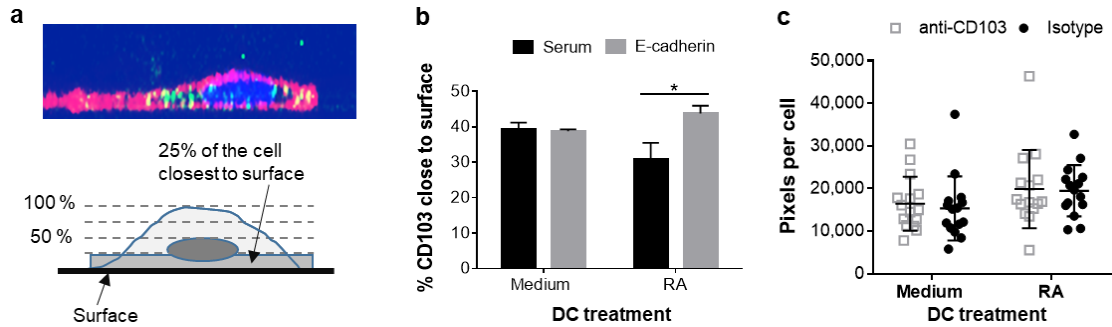 a
25% of the cell
closest to surface
100 %
50 %
Surface
b
Serum
E-cadherin
% CD103 close to surface
50
40
30
20
10
0
*
Medium
RA
DC treatment
c
anti-CD103
Isotype
Pixels per cell
50,000
40,000
30,000
20,000
10,000
0
Medium
RA
DC treatment